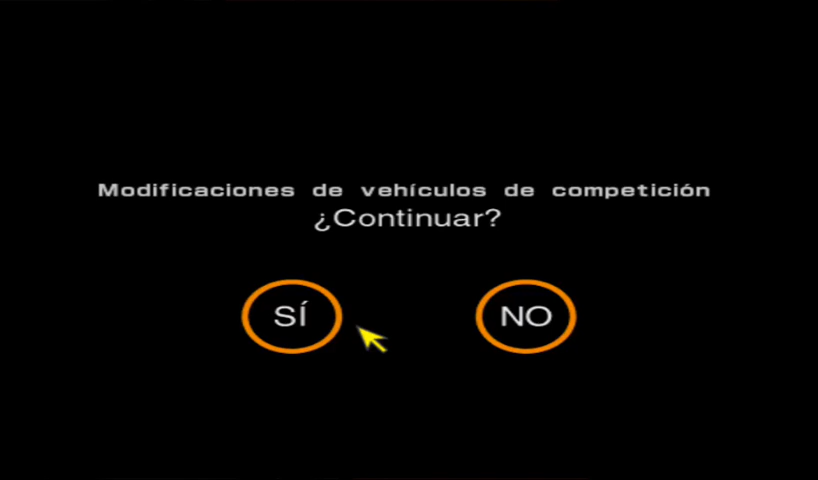 Modificaciones de vehículos de competición
¿Continuar?
SÍ
NO